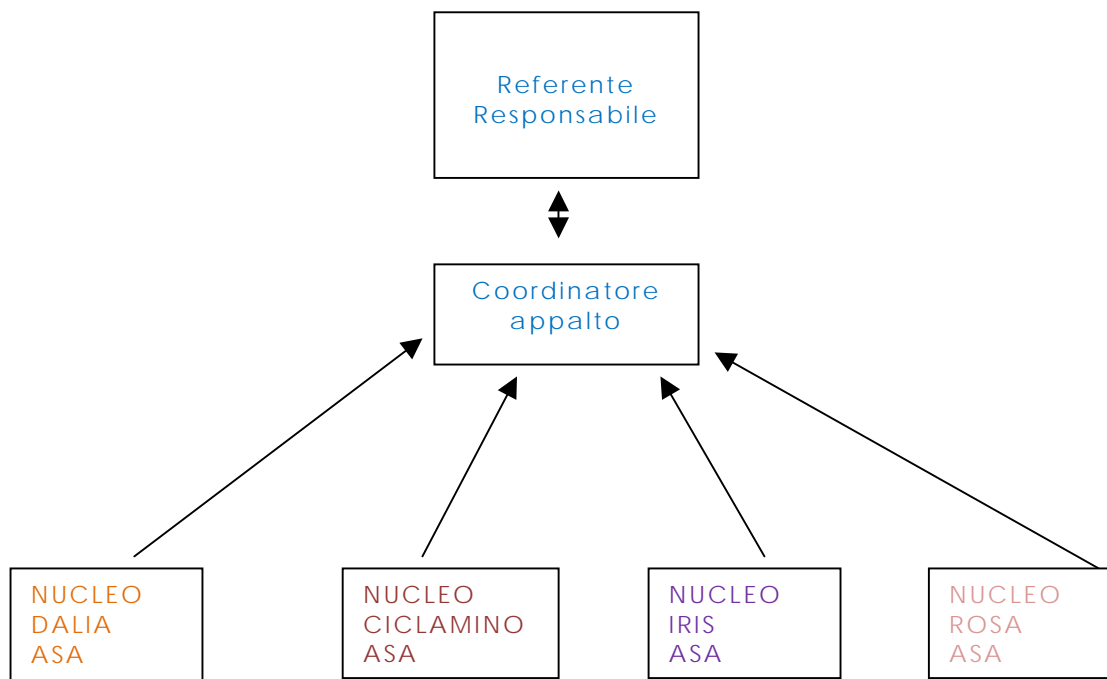 Referente
Responsabile
Coordinatore
appalto
NUCLEO
DALIA
ASA
NUCLEO
CICLAMINO
ASA
NUCLEO
IRIS
ASA
NUCLEO
ROSA
ASA